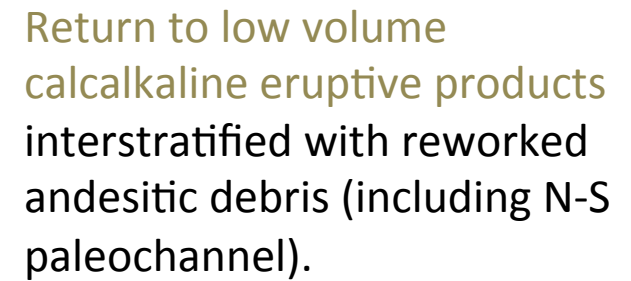 Return to low volume
calcalkaline eruptive products
interstratified with reworked
andesitic debris (including N-S
paleochannel).